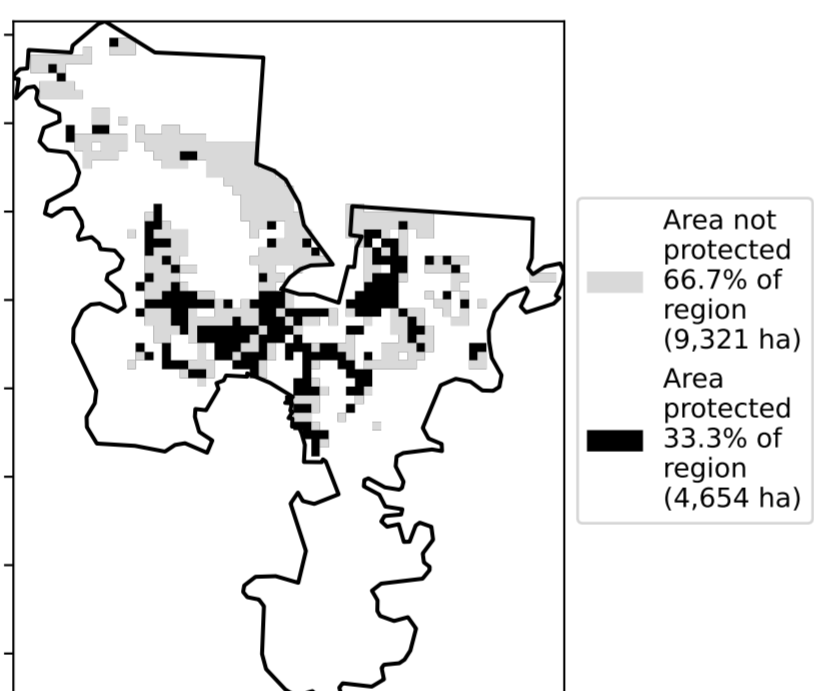 Area not
protected
66.7% of
region
(9,321 ha)
Area
protected
33.3% of
region
(4,654 ha)